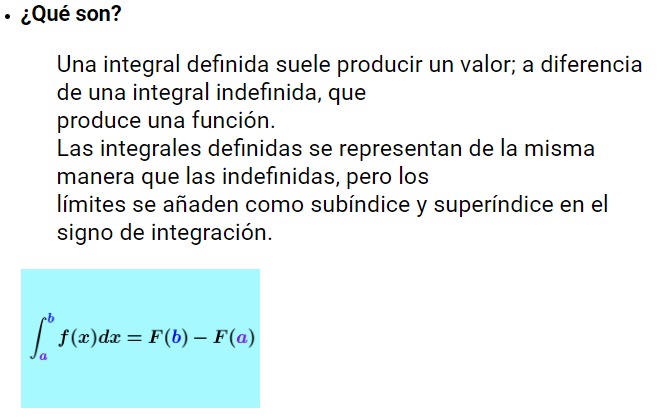 • ¿Qué son?
Una integral definida suele producir un valor; a diferencia
de una integral indefinida, que
produce una función.
Las integrales definidas se representan de la misma
manera que las indefinidas, pero los
límites se añaden como subíndice y superíndice en el
signo de integración.
∫_a^b f(x)dx = F(b) – F(a)